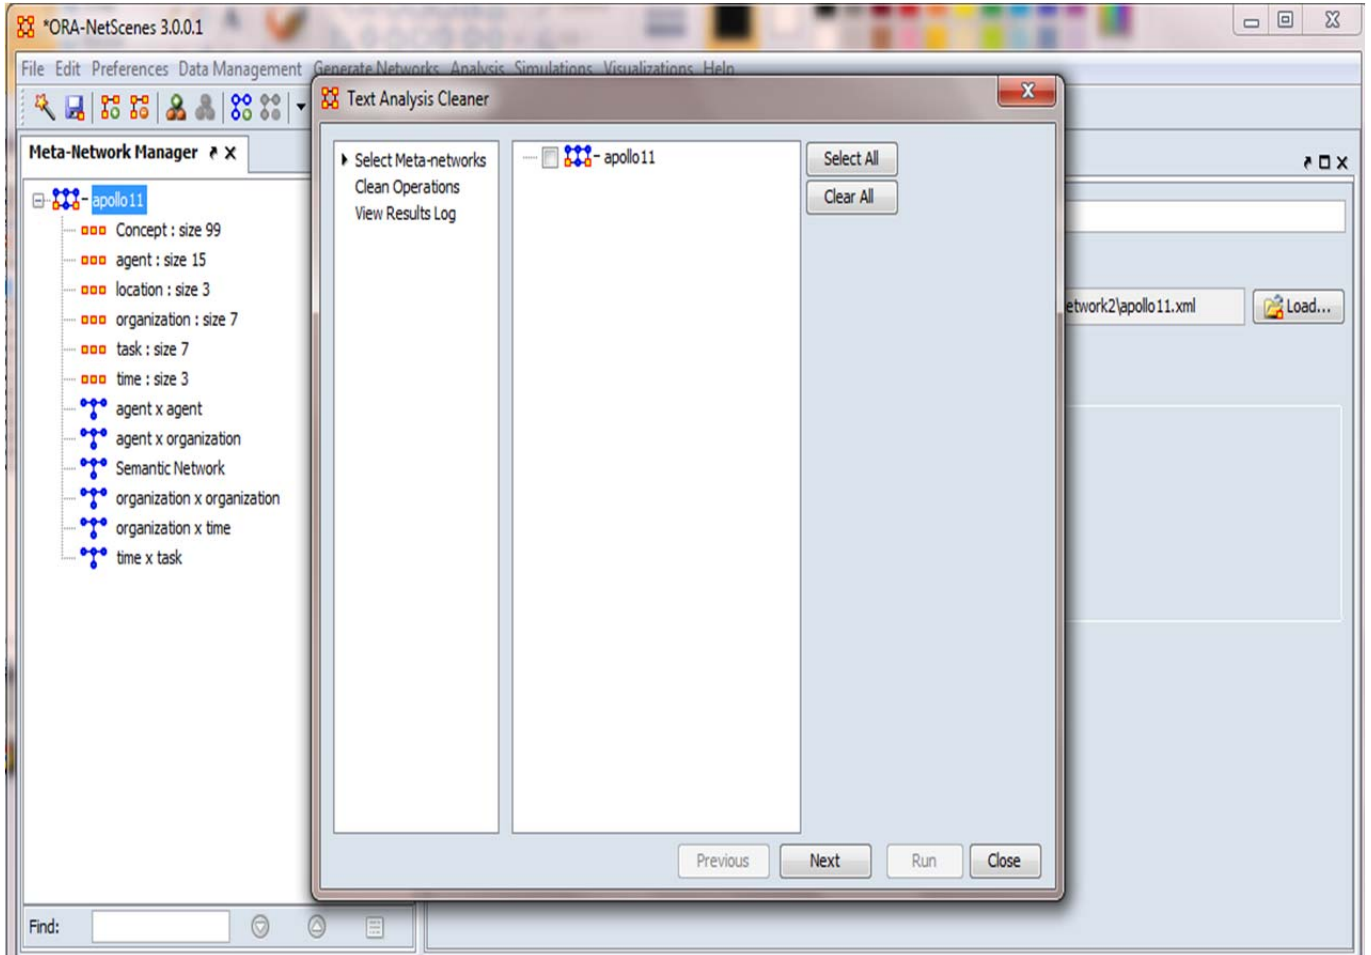 *ORA-NetScenes 3.0.0.1
File Edit Preferences Data Management Generate Networks Analysis Simulations Visualizations Help
Text Analysis Cleaner
Meta-Network Manager
apollo11
Concept : size 99
agent : size 15
location : size 3
organization : size 7
task : size 7
time : size 3
agent x agent
agent x organization
Semantic Network
organization x organization
organization x time
time x task
Find:
Select Meta-networks
Clean Operations
View Results Log
apollo11
Select All
Clear All
etwork2\apollo11.xml
Load...
Previous Next Run Close